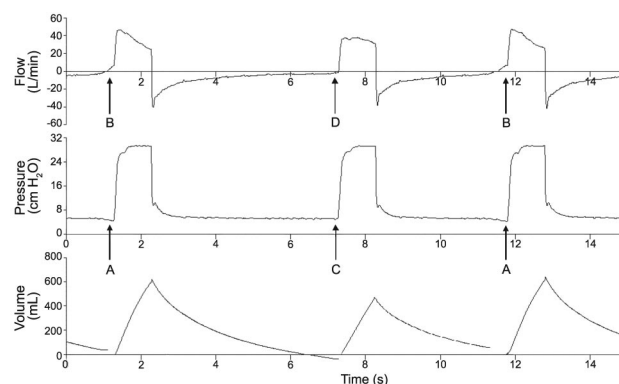 60
40
20
0
-20
-40
-60
Flow
(L/min)
2 4 6 8 10 12 14
B D B
32
24
16
8
0
Pressure
(cm H2O)
0 2 4 6 8 10 12 14
A C A
800
600
400
200
0
Volume
(mL)
0 2 4 6 8 10 12 14
Time (s)